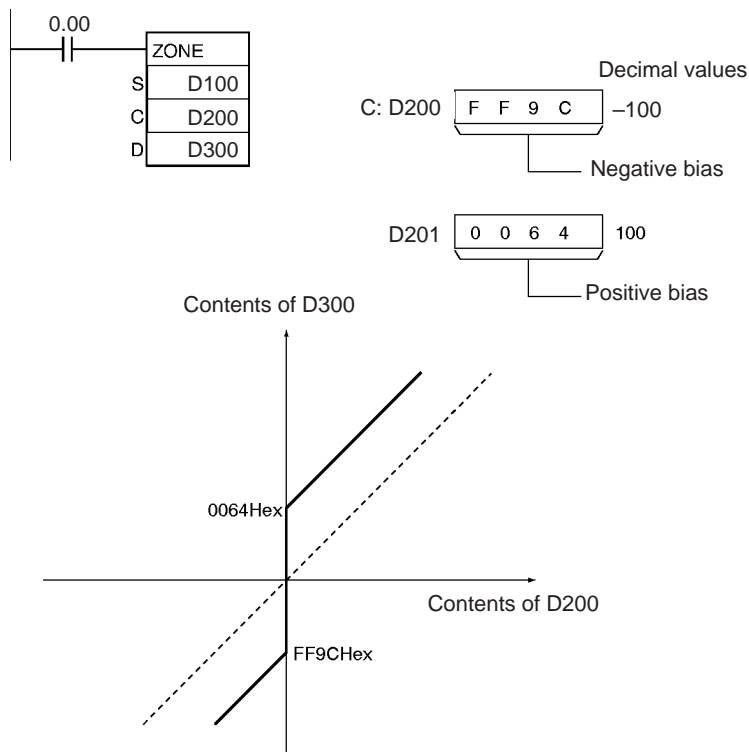 0.00
ZONE
S D100
C D200
D D300
Decimal values
C: D200 F F 9 C –100
Negative bias
D201 0 0 6 4 100
Positive bias
Contents of D300
0064Hex
Contents of D200
FF9CHex